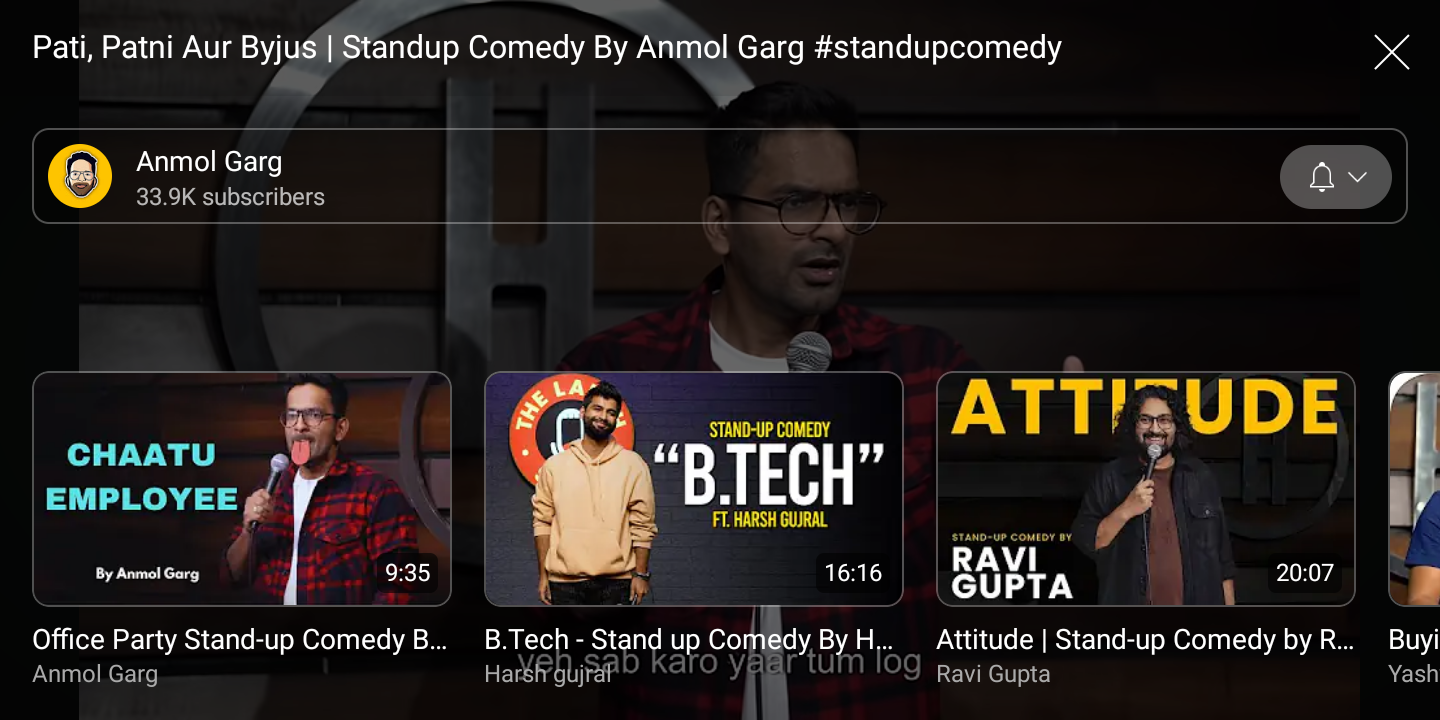 Pati, Patni Aur Byjus | Standup Comedy By Anmol Garg #standupcomedy
Anmol Garg
33.9K subscribers
CHAATU
EMPLOYEE
By Anmol Garg
9:35
THE LA
STAND-UP COMEDY
“B.TECH”
FT. HARSH GUJRAL
16:16
ATTITUDE
STAND-UP COMEDY BY
RAVI
GUPTA
20:07
Office Party Stand-up Comedy B...
Anmol Garg
B.Tech - Stand up Comedy By H...
Harsh gujral
Attitude | Stand-up Comedy by R...
Ravi Gupta
Buyi
Yash
yeh sab karo yaar tum log